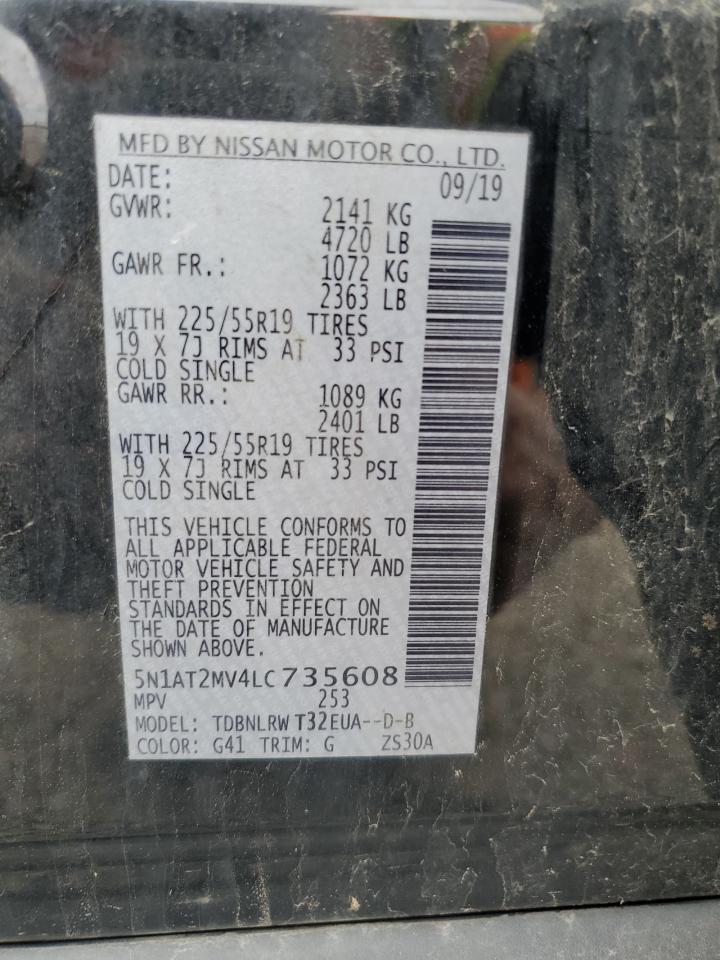 MFD BY NISSAN MOTOR CO., LTD.
DATE: 09/19
GVWR: 2141 KG
4720 LB
GAWR FR.: 1072 KG
2363 LB
WITH 225/55R19 TIRES
19 X 7J RIMS AT 33 PSI
COLD SINGLE
GAWR RR.: 1089 KG
2401 LB
WITH 225/55R19 TIRES
19 X 7J RIMS AT 33 PSI
COLD SINGLE
THIS VEHICLE CONFORMS TO
ALL APPLICABLE FEDERAL
MOTOR VEHICLE SAFETY AND
THEFT PREVENTION
STANDARDS IN EFFECT ON
THE DATE OF MANUFACTURE
SHOWN ABOVE.
5N1AT2MV4LC735608
MPV 253
MODEL: TDBNLRW T32EUA--D-B
COLOR: G41 TRIM: G ZS30A